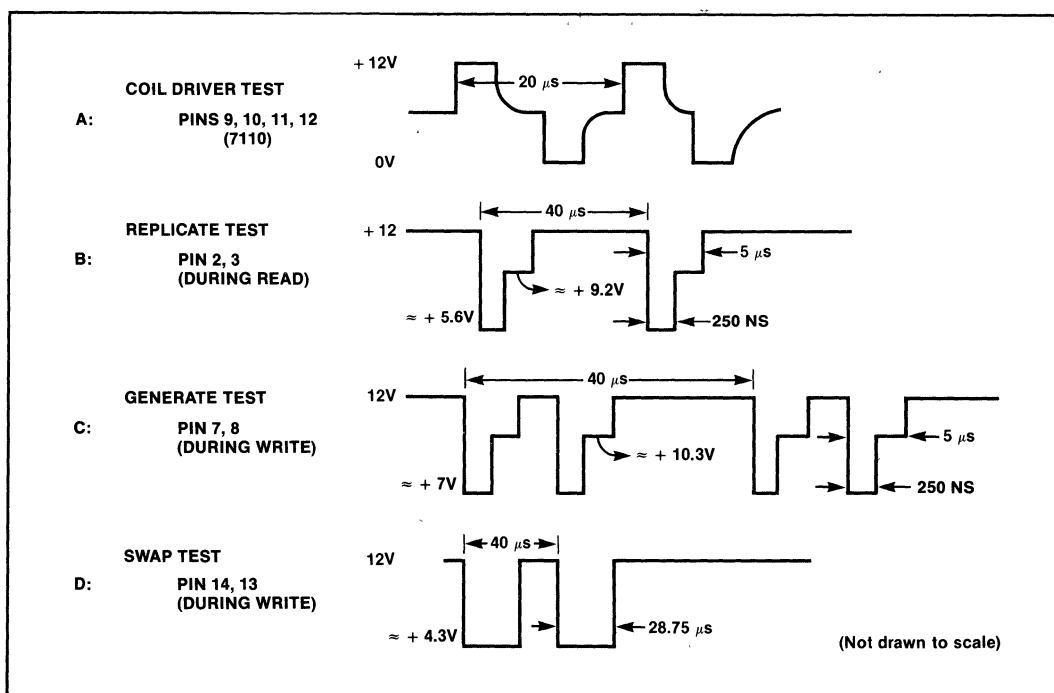 + 12V
COIL DRIVER TEST
20 μs
A:
PINS 9, 10, 11, 12
(7110)
0V
40 μs
REPLICATE TEST
+ 12
B:
PIN 2, 3
(DURING READ)
5 μs
≈ + 9.2V
≈ + 5.6V
250 NS
40 μs
GENERATE TEST
12V
C:
PIN 7, 8
(DURING WRITE)
5 μs
≈ + 10.3V
≈ + 7V
250 NS
40 μs
SWAP TEST
12V
D:
PIN 14, 13
(DURING WRITE)
≈ + 4.3V
28.75 μs
(Not drawn to scale)